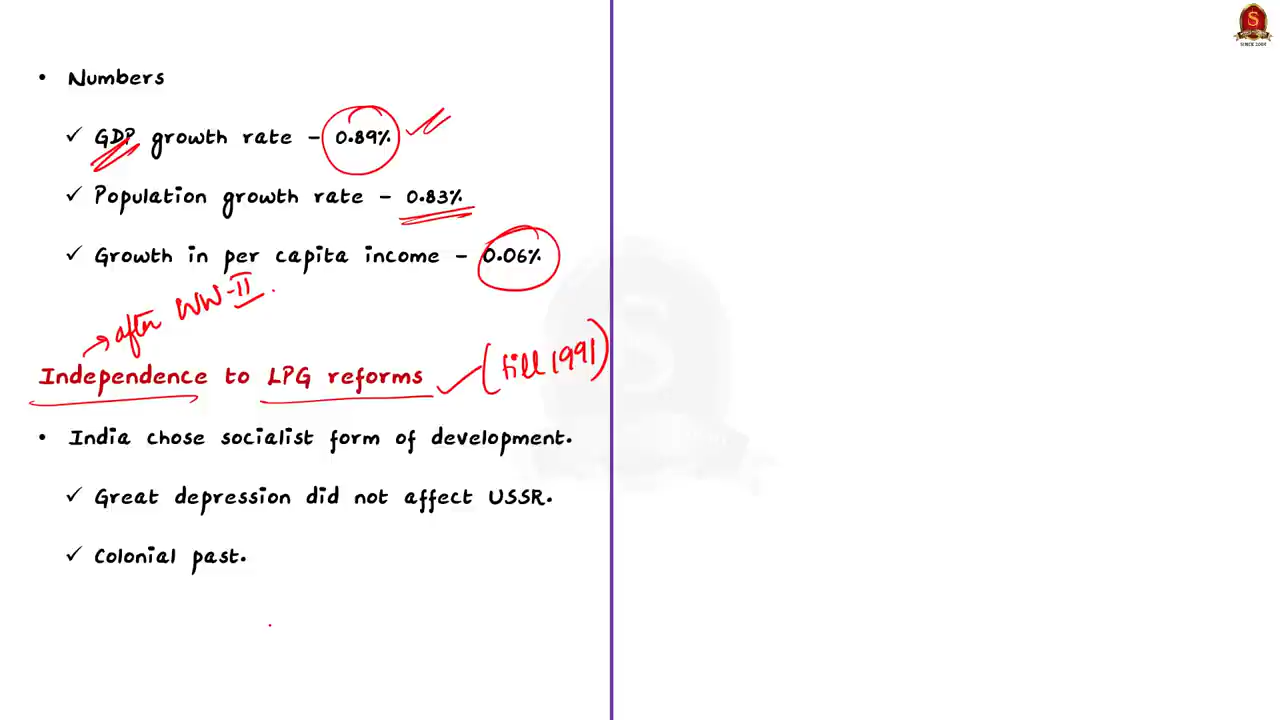 • Numbers
✓ GDP growth rate - 0.89%
✓ Population growth rate - 0.83%
✓ Growth in per capita income - 0.06%
→ after WW-II.
Independence to LPG reforms (till 1991)
• India chose socialist form of development.
✓ Great depression did not affect USSR.
✓ Colonial past.
S
SINCE 2004